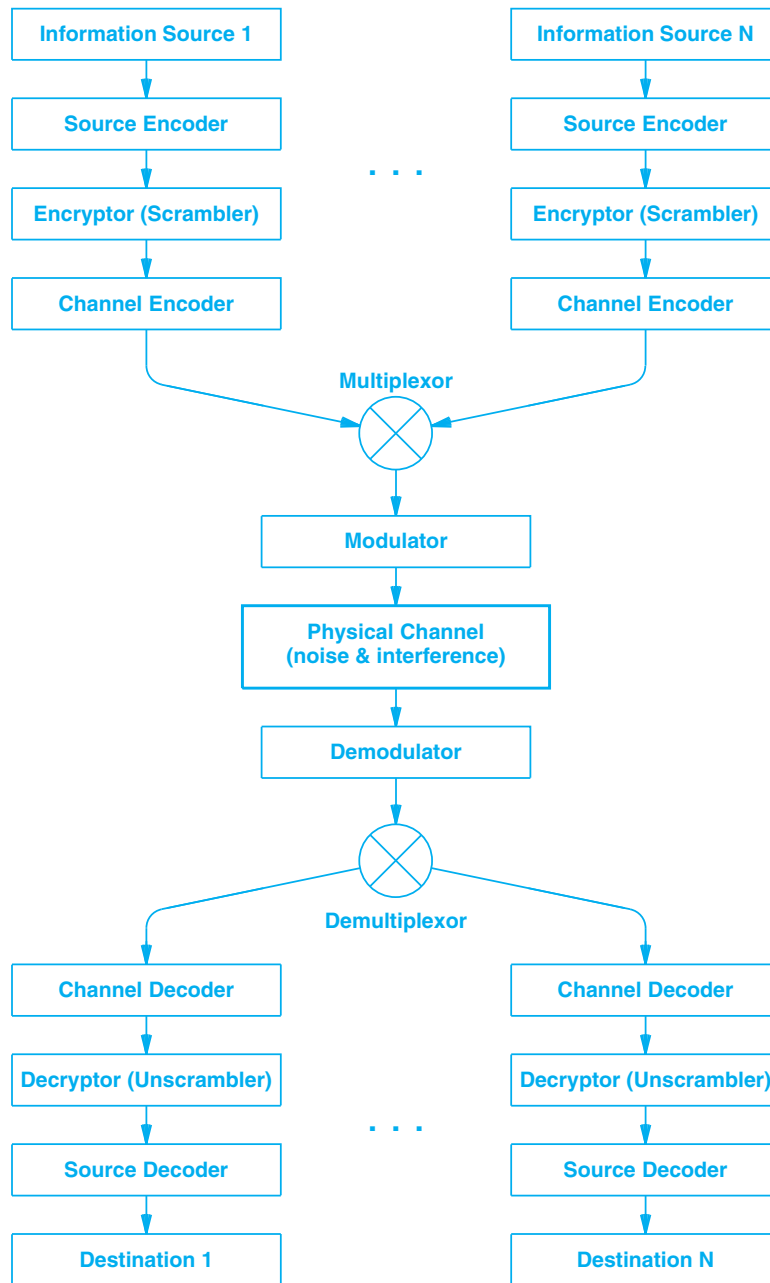 Information Source 1
Information Source N
Source Encoder
Source Encoder
. . .
Encryptor (Scrambler)
Encryptor (Scrambler)
Channel Encoder
Channel Encoder
Multiplexor
Modulator
Physical Channel
(noise & interference)
Demodulator
Demultiplexor
Channel Decoder
Channel Decoder
Decryptor (Unscrambler)
Decryptor (Unscrambler)
. . .
Source Decoder
Source Decoder
Destination 1
Destination N